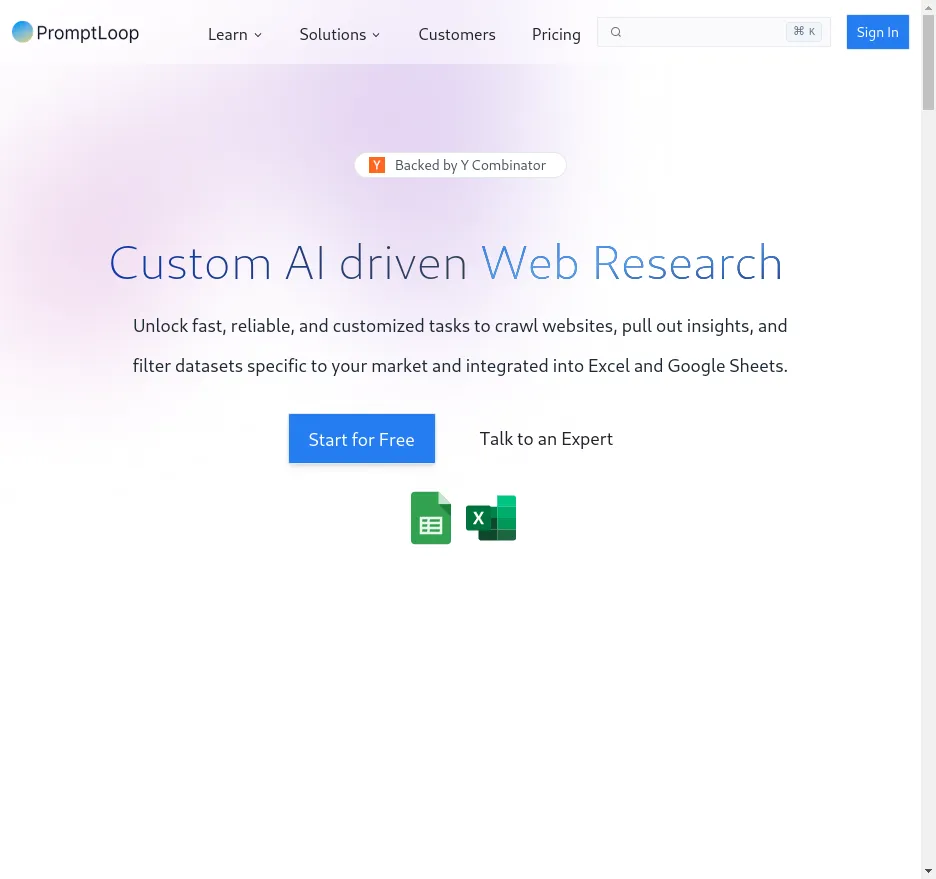 PromptLoop
Learn
Solutions
Customers
Pricing
⌘ K
Sign In
Y Backed by Y Combinator
Custom AI driven Web Research
Unlock fast, reliable, and customized tasks to crawl websites, pull out insights, and
filter datasets specific to your market and integrated into Excel and Google Sheets.
Start for Free
Talk to an Expert
X